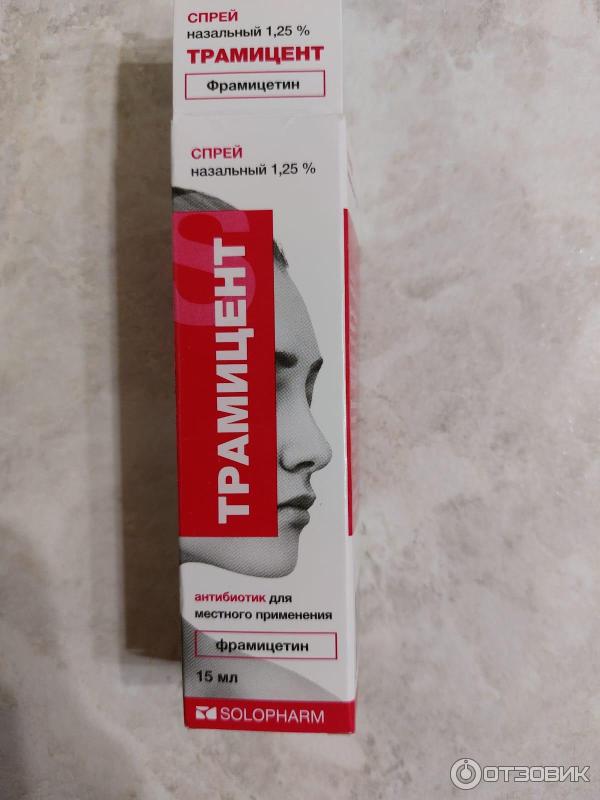 СПРЕЙ
назальный 1,25 %
ТРАМИЦЕНТ
Фрамицетин
СПРЕЙ
назальный 1,25 %
S
ТРАМИЦЕНТ
антибиотик для
местного применения
фрамицетин
15 мл
SOLOPHARM
ОТЗОВИК